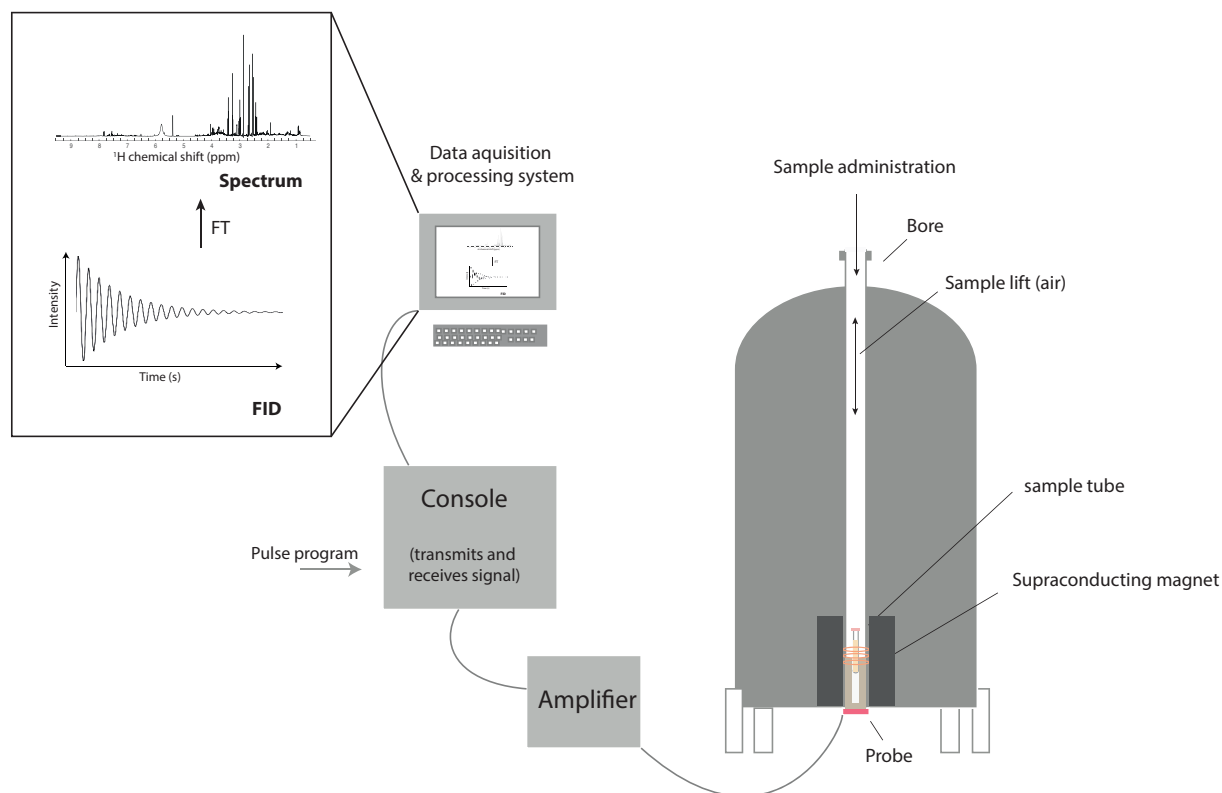 9 8 7 6 5 4 3 2 1
¹H chemical shift (ppm)
Spectrum
FT
Intensity
Time (s)
FID
Data aquisition
& processing system
Console
(transmits and
receives signal)
Pulse program
Amplifier
Sample administration
Bore
Sample lift (air)
sample tube
Supraconducting magnet
Probe